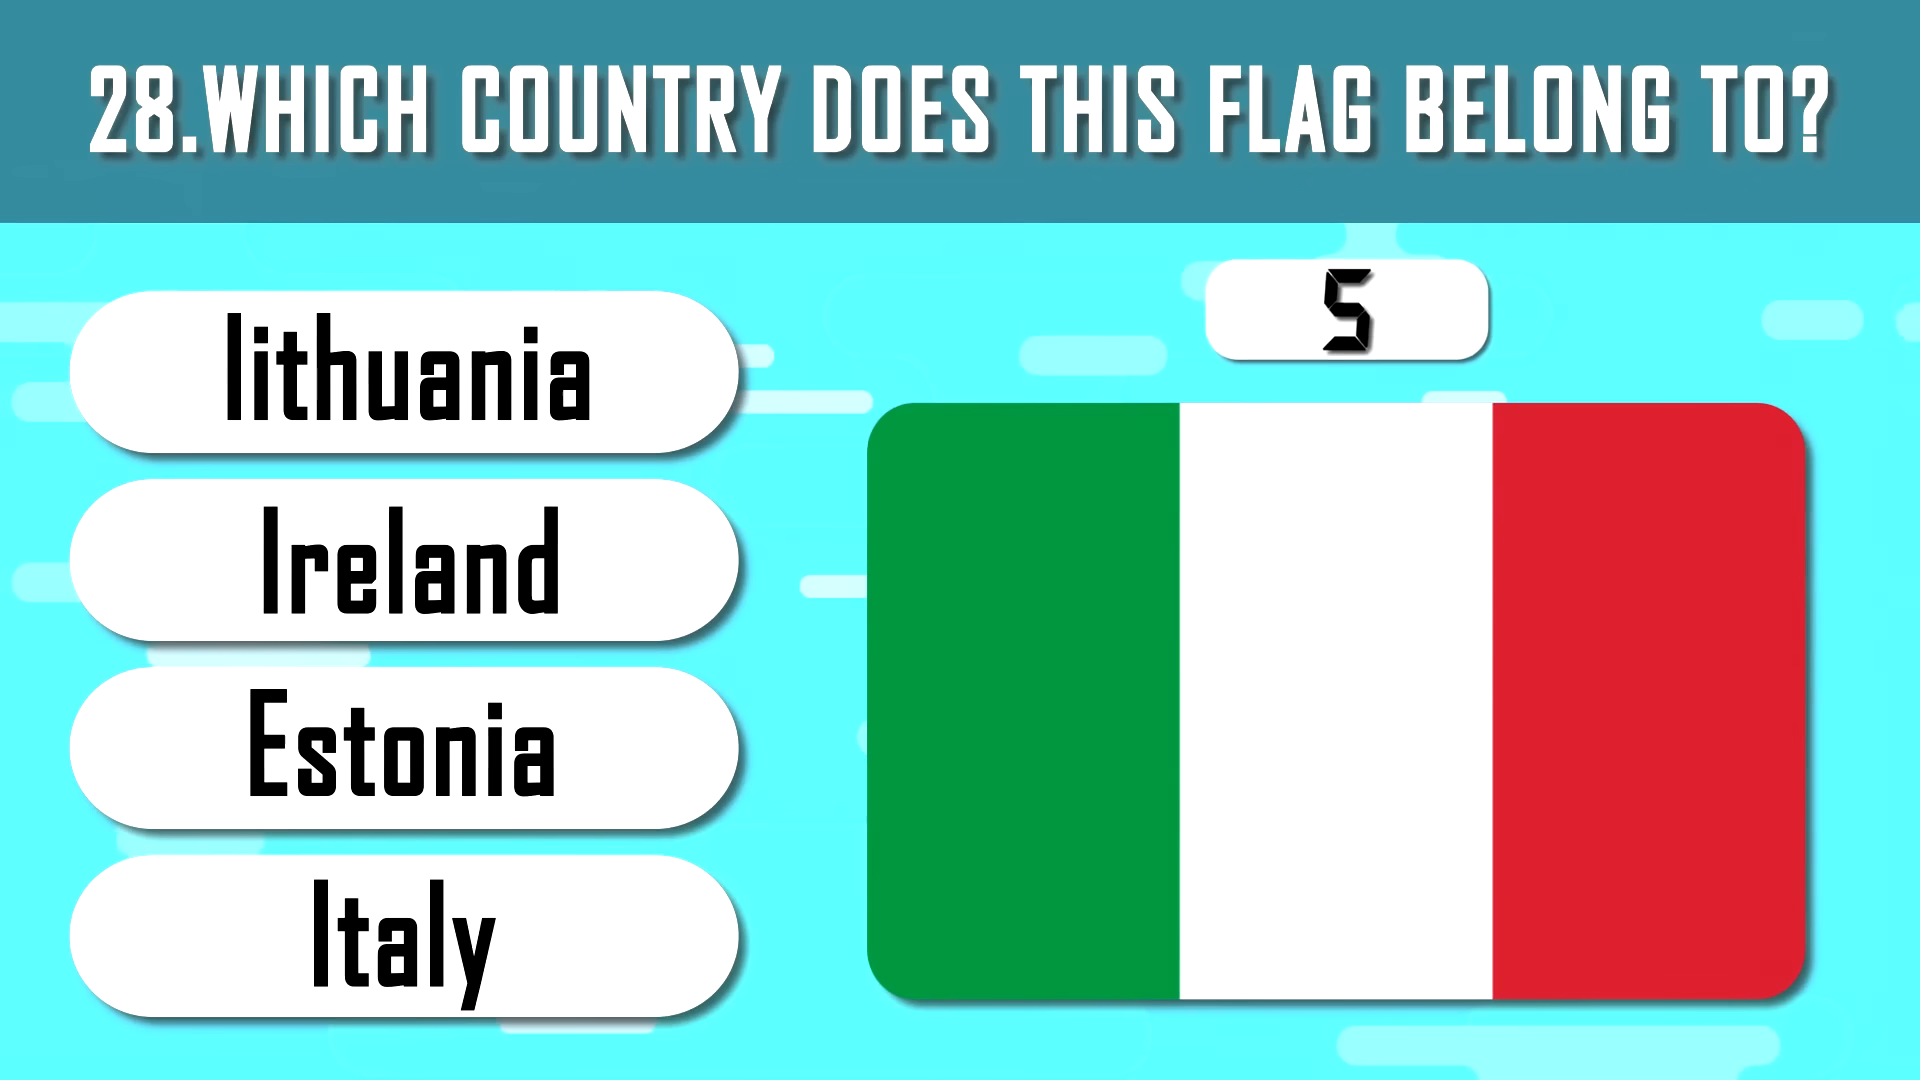 28.WHICH COUNTRY DOES THIS FLAG BELONG TO?
5
lithuania
Ireland
Estonia
Italy